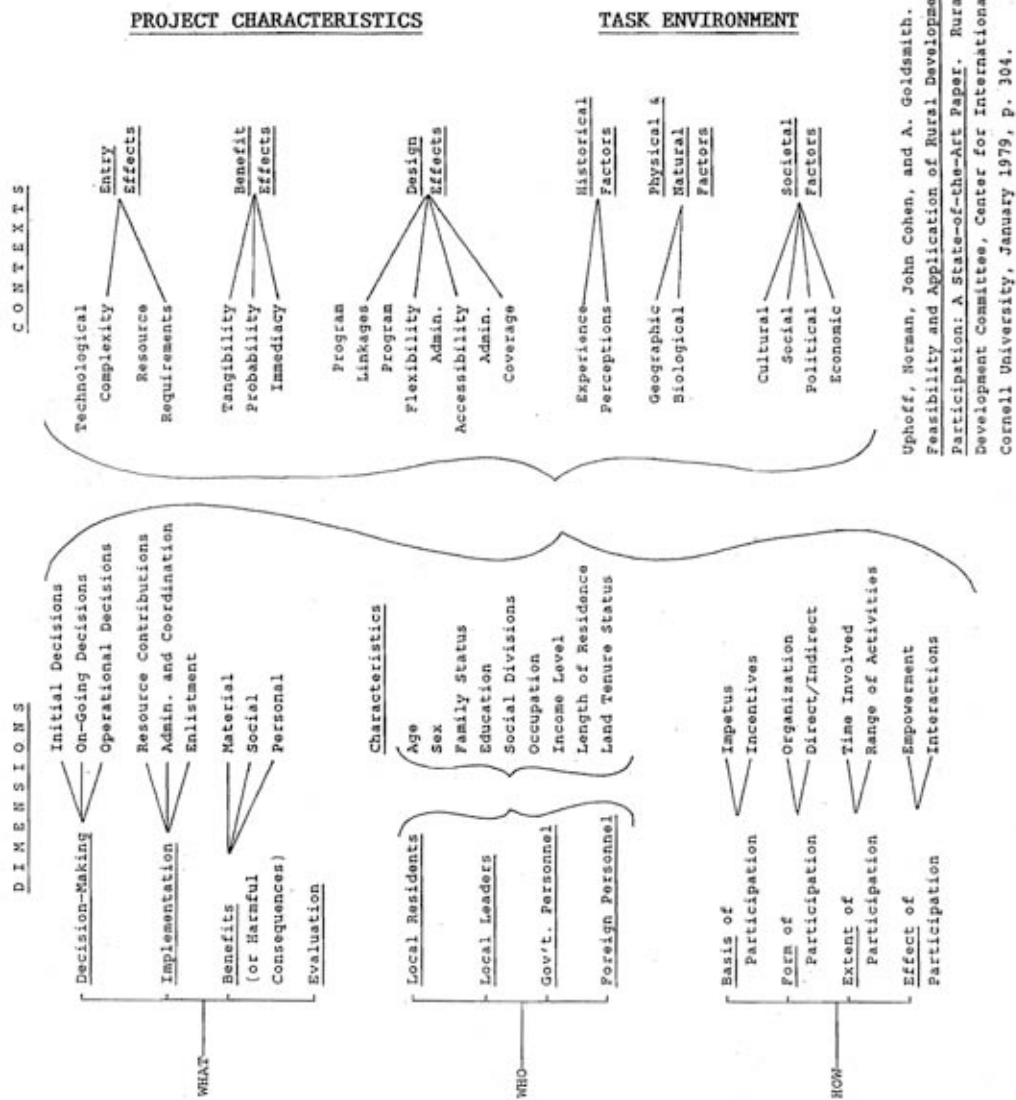 PROJECT CHARACTERISTICS
TASK ENVIRONMENT
DIMENSIONS
WHAT
Decision-Making
Initial Decisions
On-Going Decisions
Operational Decisions
Implementation
Resource Contributions
Admin. and Coordination
Enlistment
Benefits
(or Harmful
Consequences)
Material
Social
Personal
Evaluation
WHO
Local Residents
Local Leaders
Gov't. Personnel
Foreign Personnel
Characteristics
Age
Sex
Family Status
Education
Social Divisions
Occupation
Income Level
Length of Residence
Land Tenure Status
HOW
Basis of
Participation
Impetus
Incentives
Form of
Participation
Organization
Direct/Indirect
Extent of
Participation
Time Involved
Range of Activities
Effect of
Participation
Empowerment
Interactions
CONTEXTS
Technological
Complexity
Resource
Requirements
Entry
Effects
Tangibility
Probability
Immediacy
Benefit
Effects
Program
Linkages
Program
Flexibility
Admin.
Accessibility
Admin.
Coverage
Design
Effects
Experience
Perceptions
Historical
Factors
Geographic
Biological
Physical &
Natural
Factors
Cultural
Social
Political
Economic
Societal
Factors
Uphoff, Norman, John Cohen, and A. Goldsmith.
Feasibility and Application of Rural
Participation: A State-of-the-Art Paper.
Development Committee, Center for
Cornell University, January 1979, p. 304.